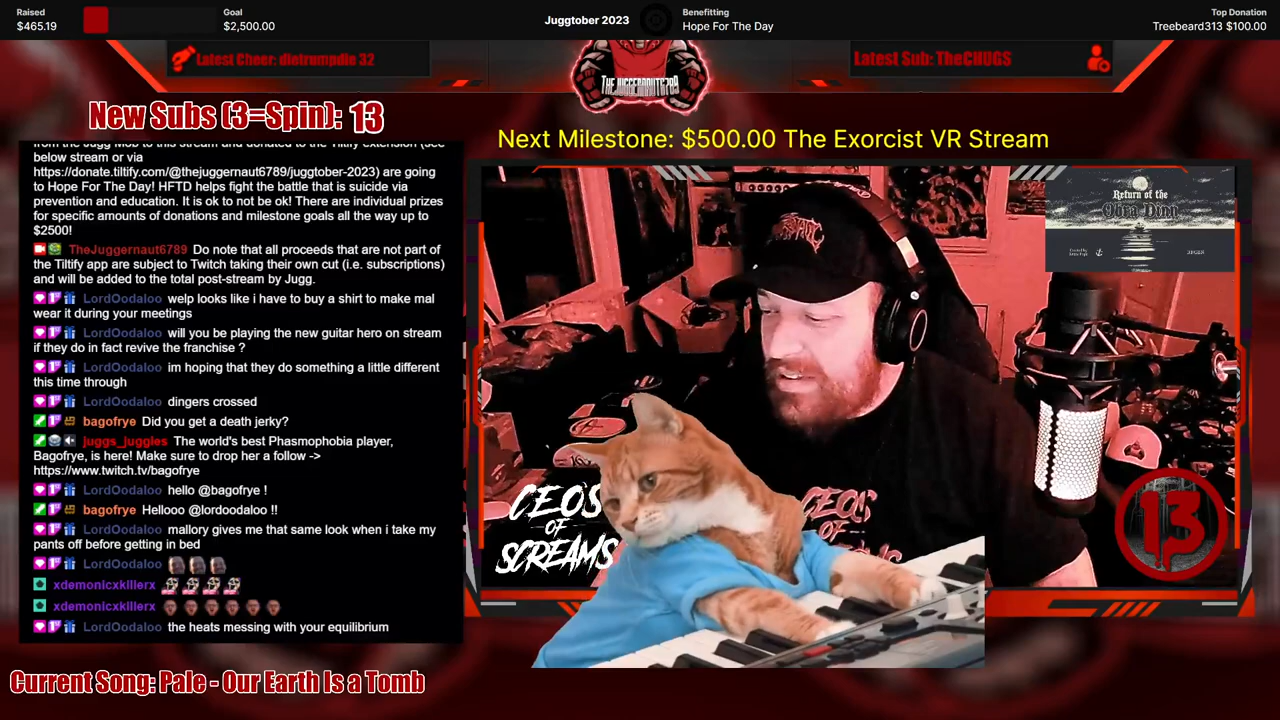 Raised
$465.19
Goal
$2,500.00
Juggtober 2023
Benefitting
Hope For The Day
Top Donation
Treebeard313 $100.00
Latest Cheer: dietrumpdie 32
THEJUGGERNAUT6789
Latest Sub: TheCHUGS
New Subs (3=Spin): 13
Next Milestone: $500.00 The Exorcist VR Stream
from the Jugg Mob to this stream and donated to the Tiltify extension (see
below stream or via
https://donate.tiltify.com/@thejuggernaut6789/juggtober-2023) are going
to Hope For The Day! HFTD helps fight the battle that is suicide via
prevention and education. It is ok to not be ok! There are individual prizes
for specific amounts of donations and milestone goals all the way up to
$2500!
TheJuggernaut6789 Do note that all proceeds that are not part of
the Tiltify app are subject to Twitch taking their own cut (i.e. subscriptions)
and will be added to the total post-stream by Jugg.
LordOodaloo welp looks like i have to buy a shirt to make mal
wear it during your meetings
LordOodaloo will you be playing the new guitar hero on stream
if they do in fact revive the franchise ?
LordOodaloo im hoping that they do something a little different
this time through
LordOodaloo dingers crossed
bagofrye Did you get a death jerky?
juggs_juggles The world's best Phasmophobia player,
Bagofrye, is here! Make sure to drop her a follow ->
https://www.twitch.tv/bagofrye
LordOodaloo hello @bagofrye !
bagofrye Hellooo @lordoodaloo !!
LordOodaloo mallory gives me that same look when i take my
pants off before getting in bed
LordOodaloo
xdemonicxkillerx
xdemonicxkillerx
LordOodaloo the heats messing with your equilibrium
Return of the
Obra Dinn
CEOS
OF
SCREAMS
CEOS
OF
13
Current Song: Pale - Our Earth Is a Tomb